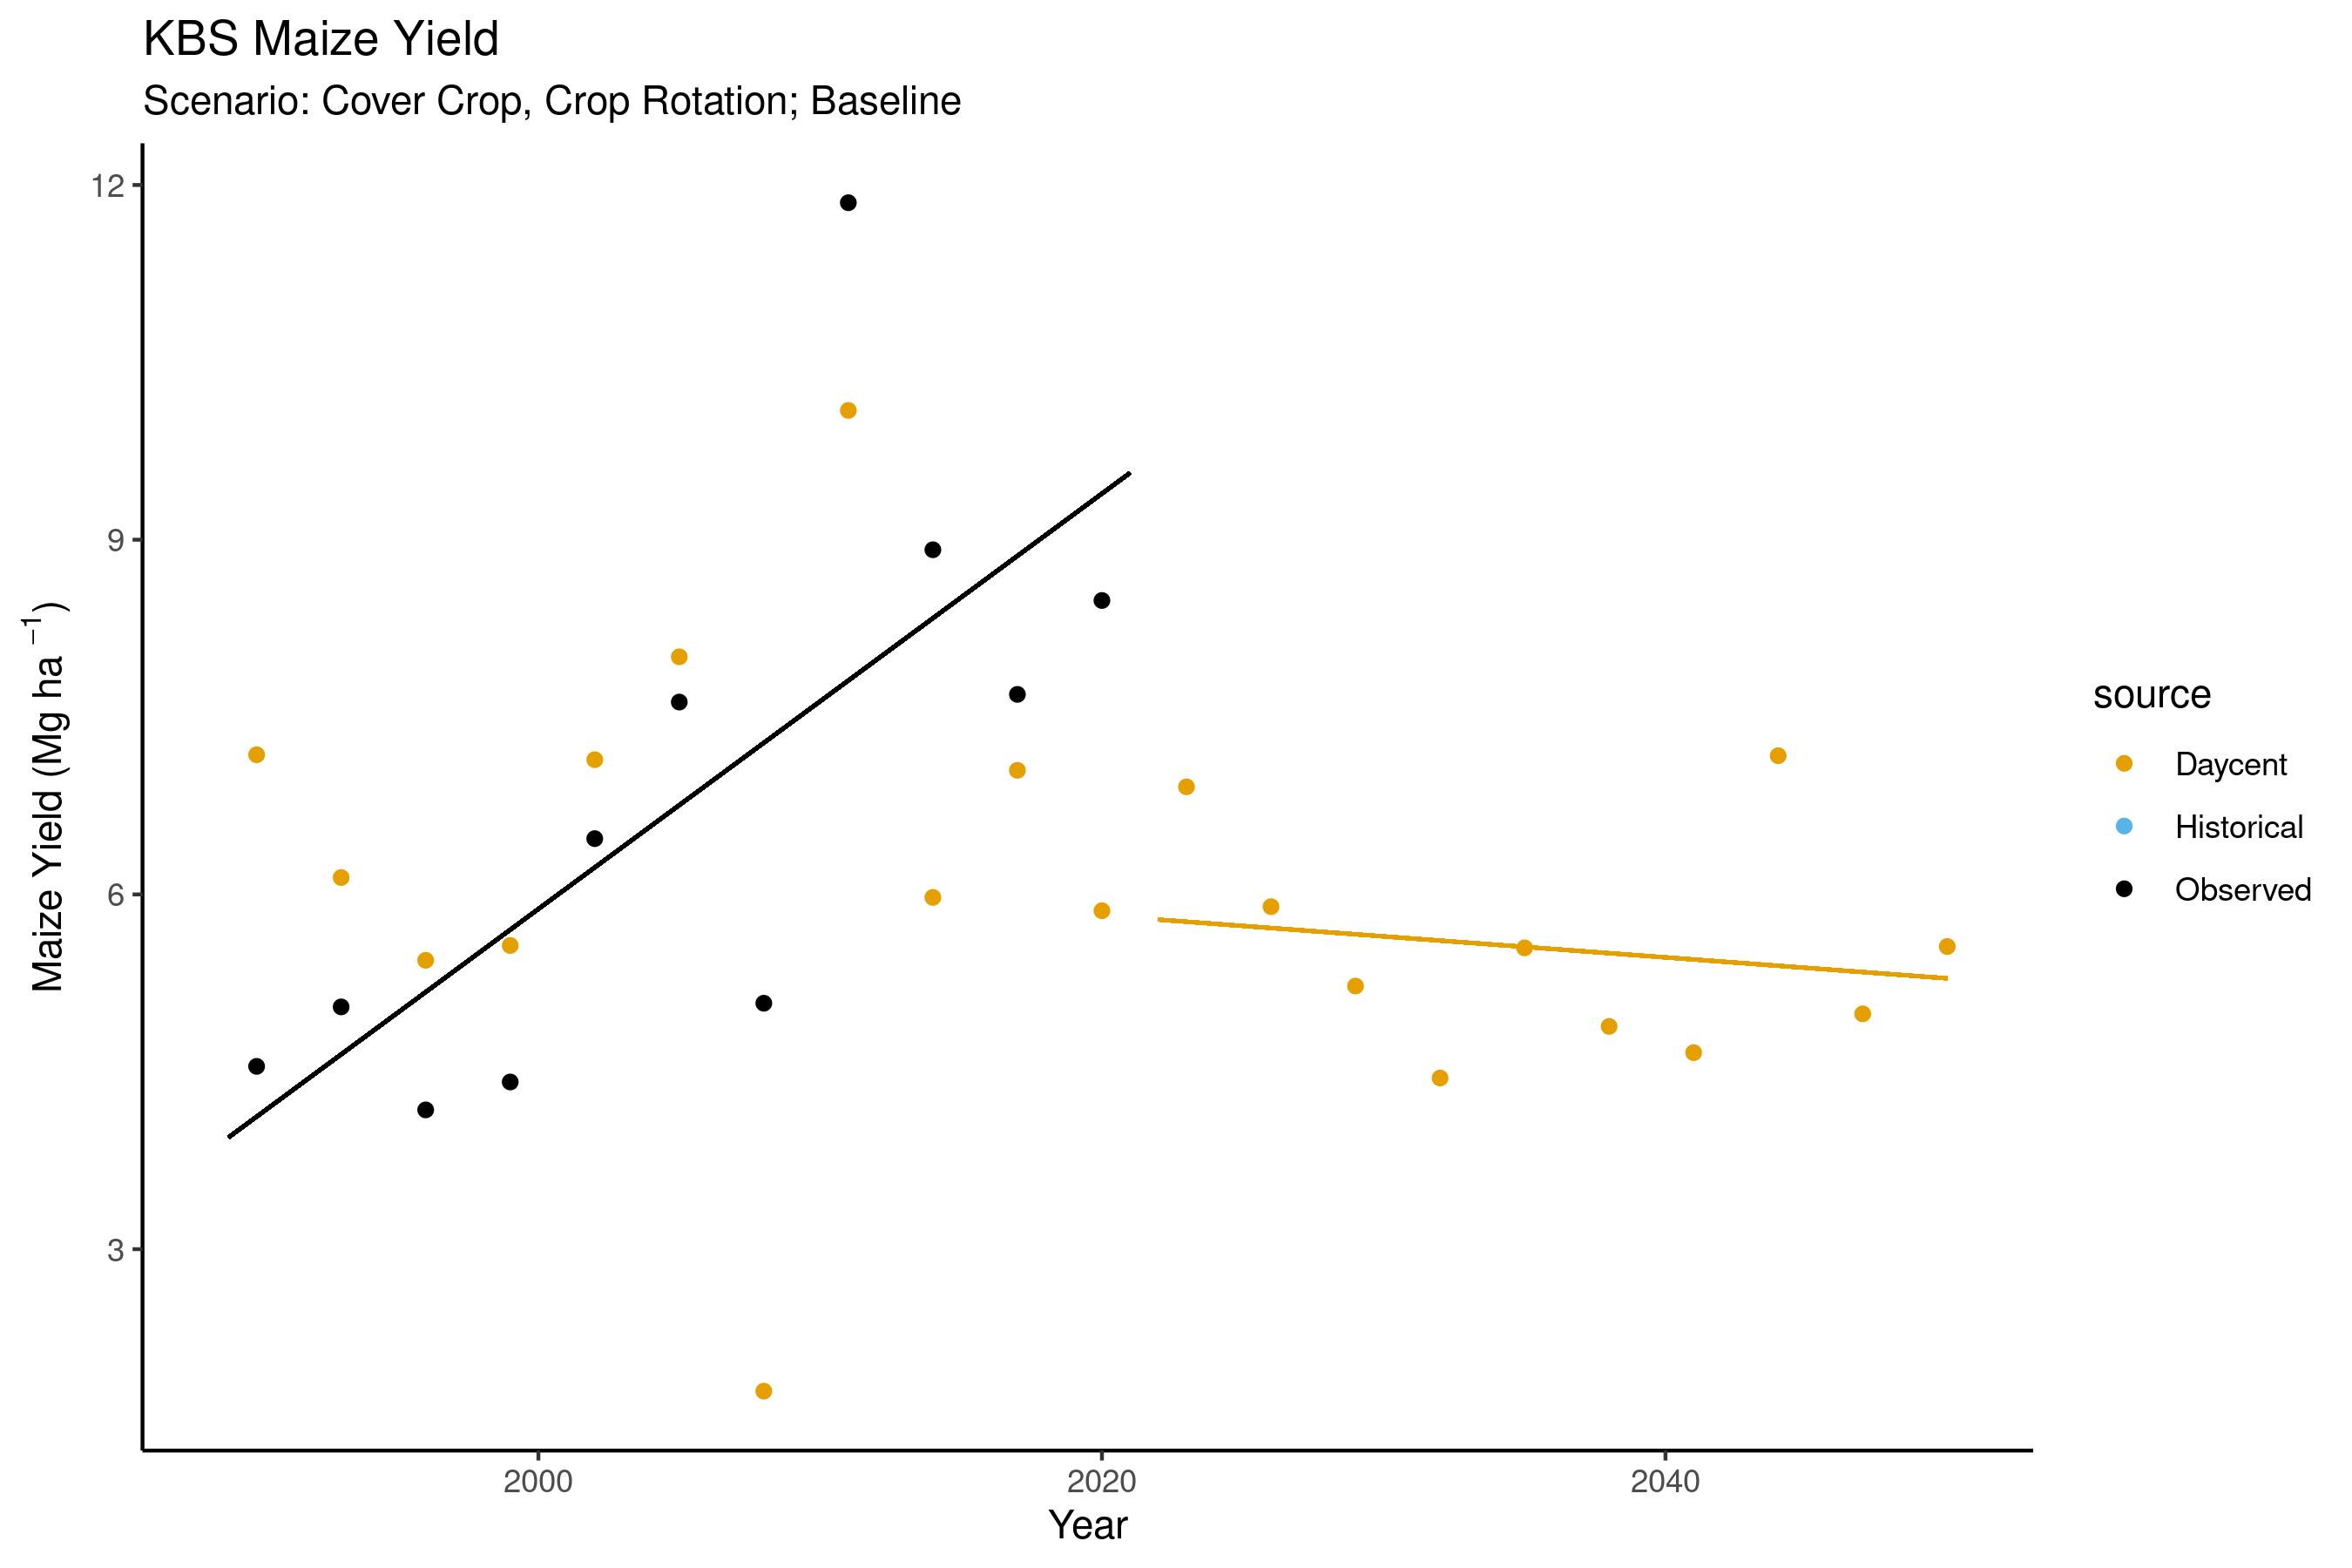 KBS Maize Yield
Scenario: Cover Crop, Crop Rotation; Baseline
Maize Yield (Mg ha −1)
12
9
6
3
2000
2020
2040
Year
source
Daycent
Historical
Observed